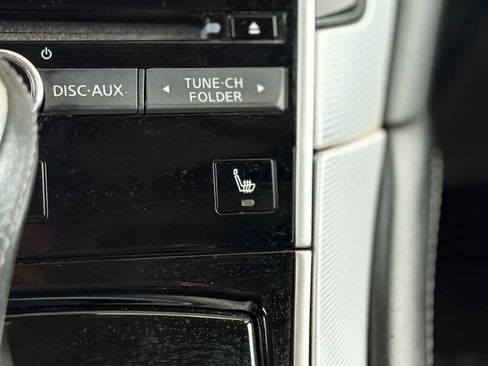 DISC·AUX
TUNE·CH
FOLDER